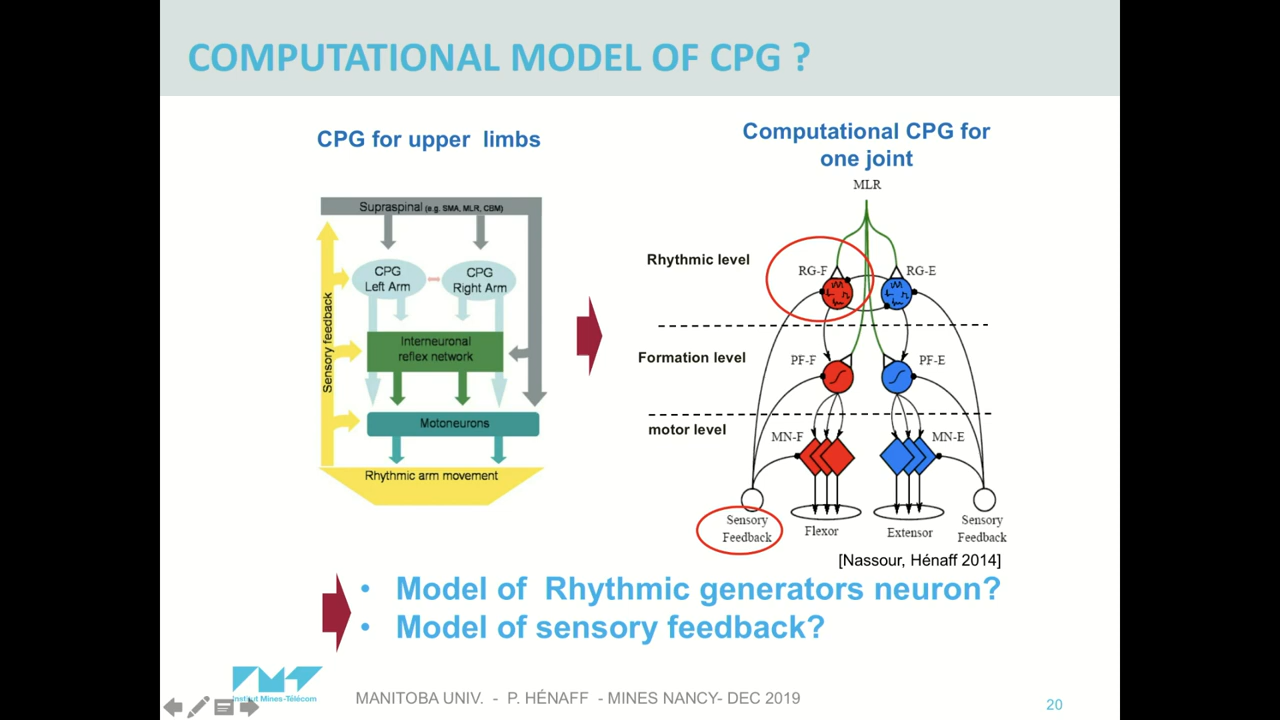 COMPUTATIONAL MODEL OF CPG ?
CPG for upper limbs
Supraspinal (e.g. SMA, MLR, CBM)
CPG
Left Arm
CPG
Right Arm
Sensory feedback
Interneuronal
reflex network
Motoneurons
Rhythmic arm movement
Computational CPG for
one joint
MLR
Rhythmic level
RG-F
RG-E
Formation level
PF-F
PF-E
motor level
MN-F
MN-E
Sensory
Feedback
Flexor
Extensor
Sensory
Feedback
[Nassour, Hénaff 2014]
• Model of Rhythmic generators neuron?
• Model of sensory feedback?
Institut Mines-Télécom
MANITOBA UNIV. - P. HÉNAFF - MINES NANCY- DEC 2019
20